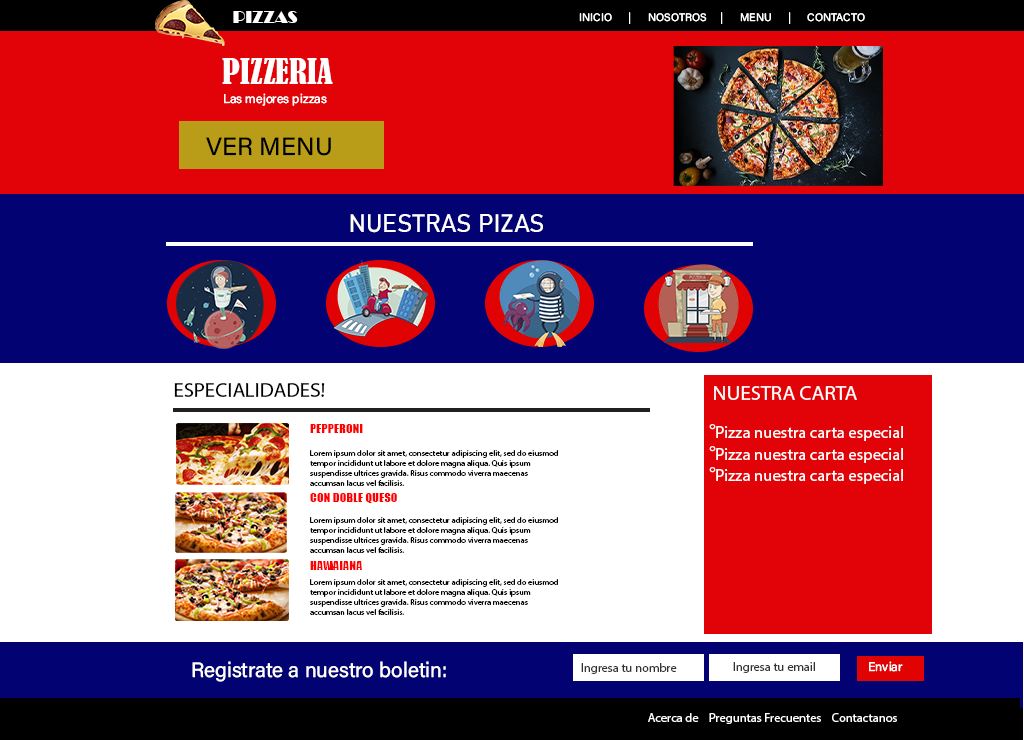 PIZZAS
INICIO | NOSOTROS | MENU | CONTACTO
PIZZERIA
Las mejores pizzas
VER MENU
NUESTRAS PIZAS
ESPECIALIDADES!
PEPPERONI
Lorem ipsum dolor sit amet, consectetur adipiscing elit, sed do eiusmod
tempor incididunt ut labore et dolore magna aliqua. Quis ipsum
suspendisse ultrices gravida. Risus commodo viverra maecenas
accumsan lacus vel facilisis.
CON DOBLE QUESO
Lorem ipsum dolor sit amet, consectetur adipiscing elit, sed do eiusmod
tempor incididunt ut labore et dolore magna aliqua. Quis ipsum
suspendisse ultrices gravida. Risus commodo viverra maecenas
accumsan lacus vel facilisis.
HAWAIANA
Lorem ipsum dolor sit amet, consectetur adipiscing elit, sed do eiusmod
tempor incididunt ut labore et dolore magna aliqua. Quis ipsum
suspendisse ultrices gravida. Risus commodo viverra maecenas
accumsan lacus vel facilisis.
NUESTRA CARTA
°Pizza nuestra carta especial
°Pizza nuestra carta especial
°Pizza nuestra carta especial
Registrate a nuestro boletin:
Ingresa tu nombre
Ingresa tu email
Enviar
Acerca de Preguntas Frecuentes Contactanos